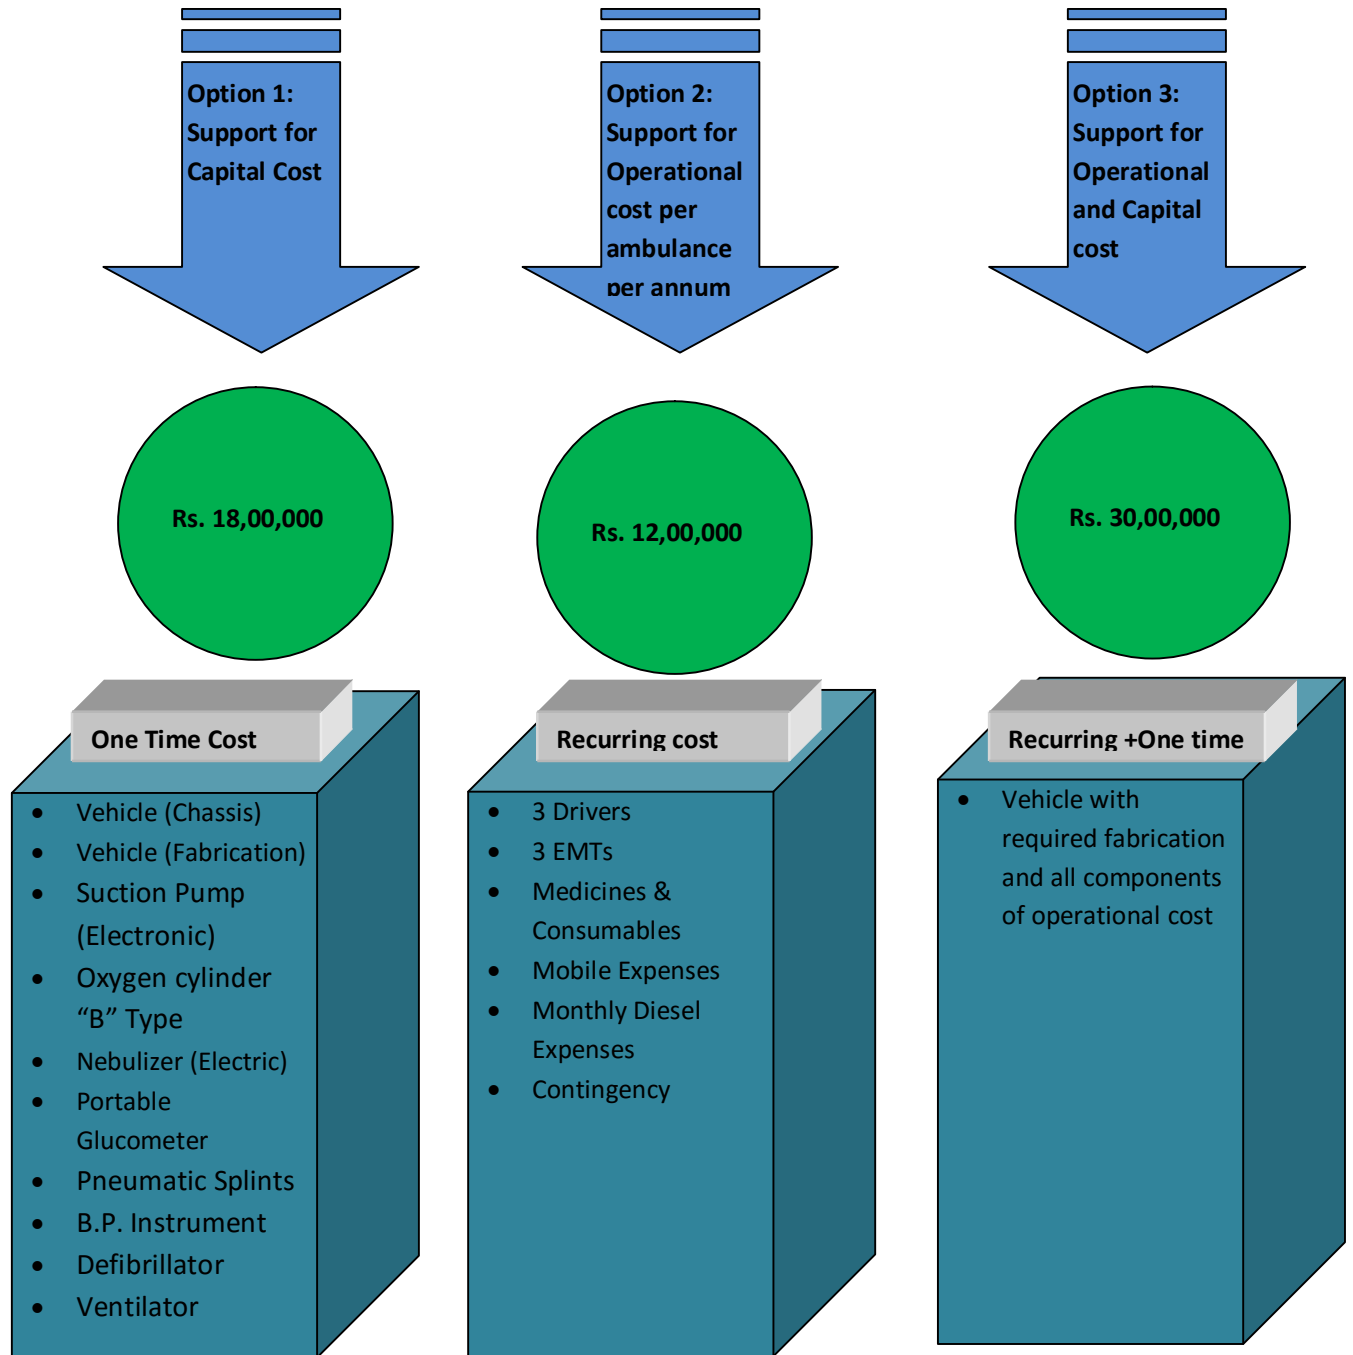 Option 1:
Support for
Capital Cost
Option 2:
Support for
Operational
cost per
ambulance
per annum
Option 3:
Support for
Operational
and Capital
cost
Rs. 18,00,000
Rs. 12,00,000
Rs. 30,00,000
One Time Cost
• Vehicle (Chassis)
• Vehicle (Fabrication)
• Suction Pump
(Electronic)
• Oxygen cylinder
“B” Type
• Nebulizer (Electric)
• Portable
Glucometer
• Pneumatic Splints
• B.P. Instrument
• Defibrillator
• Ventilator
Recurring cost
• 3 Drivers
• 3 EMTs
• Medicines &
Consumables
• Mobile Expenses
• Monthly Diesel
Expenses
• Contingency
Recurring +One time
• Vehicle with
required fabrication
and all components
of operational cost